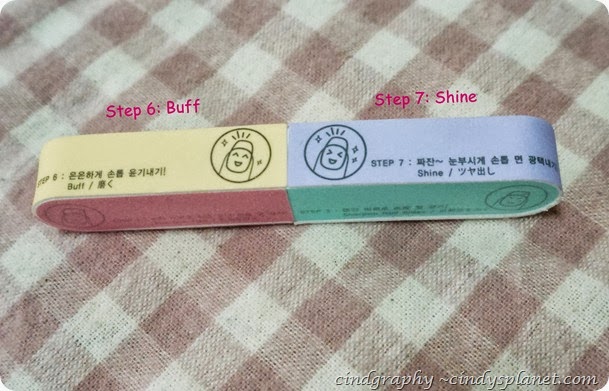 Step 6: Buff
Step 7: Shine
STEP 6 : 은은하게 손톱 윤기내기!
Buff / 磨く
STEP 7 : 짜잔~ 눈부시게 손톱 면 광택내기
Shine / ツヤ出し
STEP 3 :
cindgraphy ~cindysplanet.com